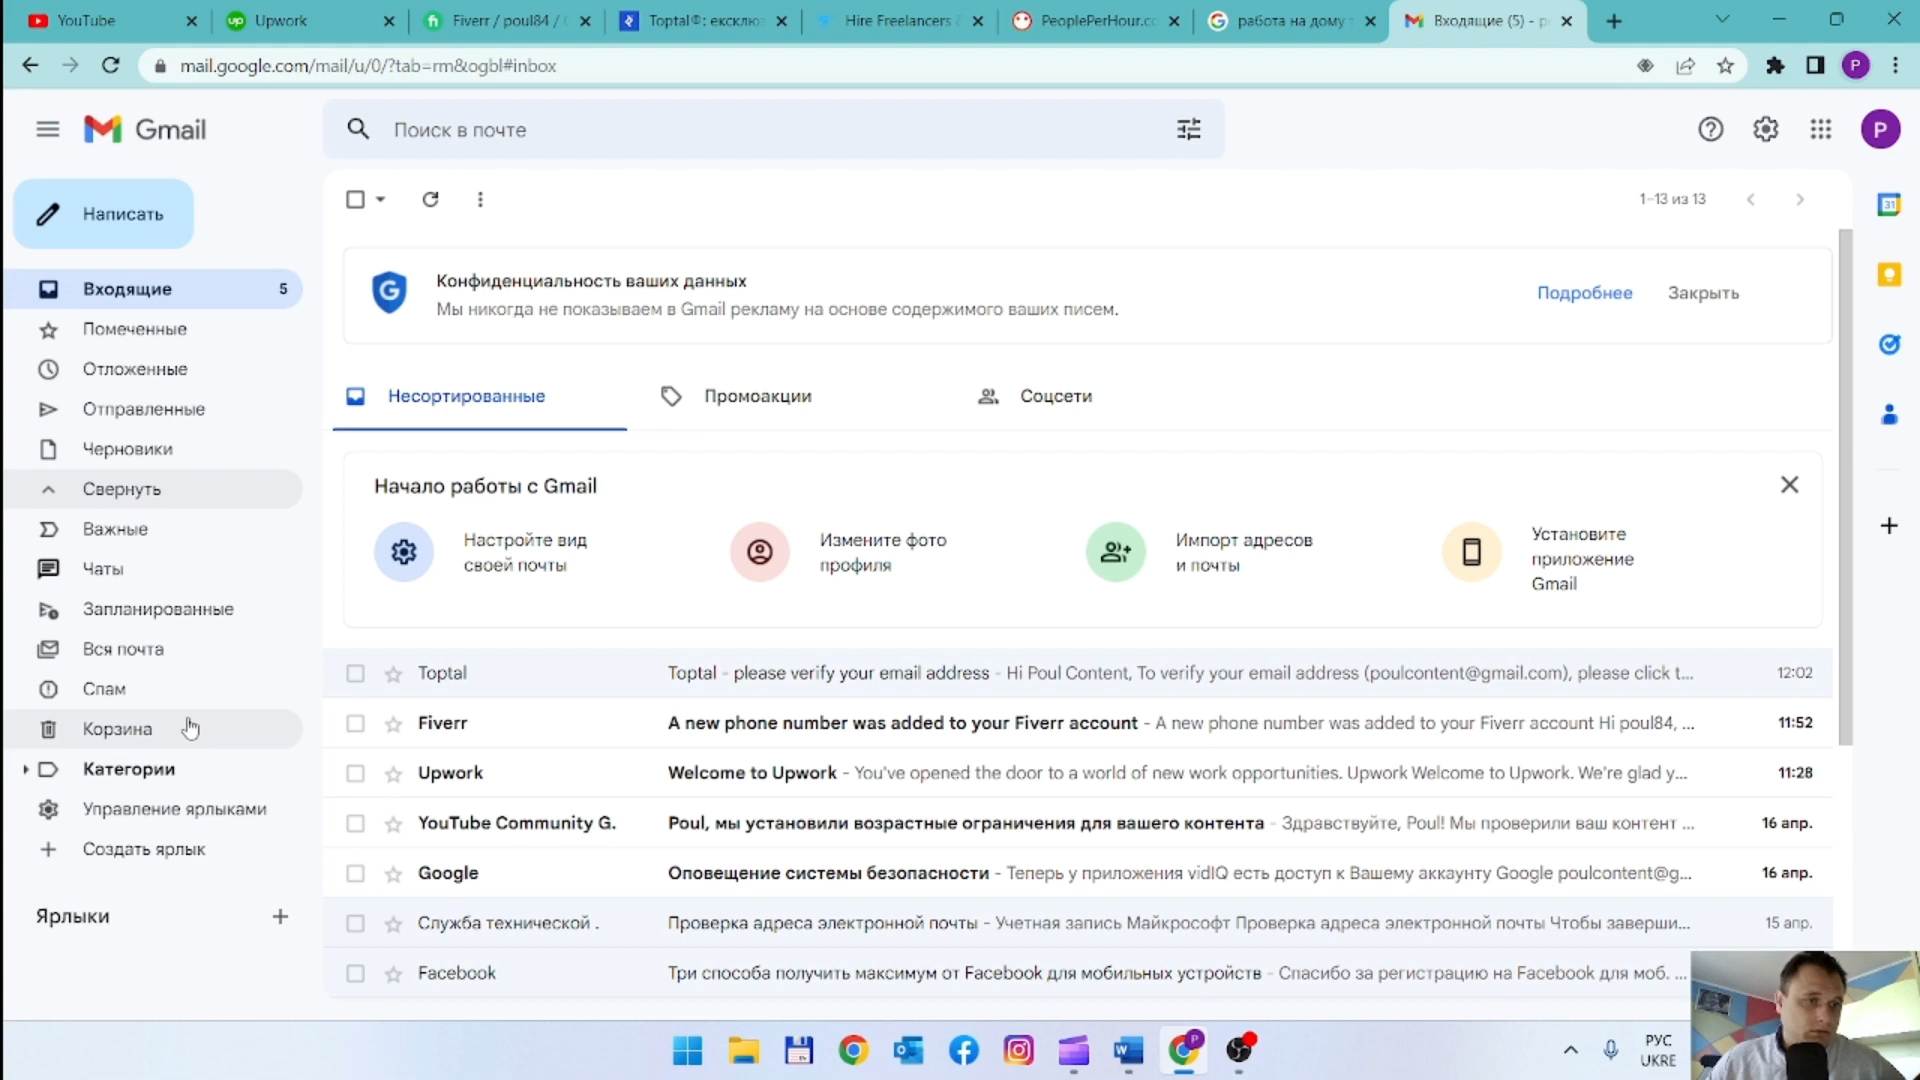 YouTube
Upwork
Fiverr / poul84 /
Toptal®: ексклю
Hire Freelancers
PeoplePerHour.co
работа на дому
Входящие (5) -
mail.google.com/mail/u/0/?tab=rm&ogbl#inbox
P
Gmail
Поиск в почте
P
Написать
1–13 из 13
31
Конфиденциальность ваших данных
Мы никогда не показываем в Gmail рекламу на основе содержимого ваших писем.
Подробнее
Закрыть
Входящие 5
Помеченные
Отложенные
Отправленные
Черновики
Свернуть
Важные
Чаты
Запланированные
Вся почта
Спам
Корзина
Категории
Управление ярлыками
Создать ярлык
Ярлыки
Несортированные
Промоакции
Соцсети
Начало работы с Gmail
Настройте вид
своей почты
Измените фото
профиля
Импорт адресов
и почты
Установите
приложение
Gmail
Toptal Toptal - please verify your email address - Hi Poul Content, To verify your email address (poulcontent@gmail.com), please click t... 12:02
Fiverr A new phone number was added to your Fiverr account - A new phone number was added to your Fiverr account Hi poul84, ... 11:52
Upwork Welcome to Upwork - You've opened the door to a world of new work opportunities. Upwork Welcome to Upwork. We're glad y... 11:28
YouTube Community G. Poul, мы установили возрастные ограничения для вашего контента - Здравствуйте, Poul! Мы проверили ваш контент ... 16 апр.
Google Оповещение системы безопасности - Теперь у приложения vidIQ есть доступ к Вашему аккаунту Google poulcontent@g... 16 апр.
Служба технической . Проверка адреса электронной почты - Учетная запись Майкрософт Проверка адреса электронной почты Чтобы заверши... 15 апр.
Facebook Три способа получить максимум от Facebook для мобильных устройств - Спасибо за регистрацию на Facebook для моб. ...
РУС
UKRE